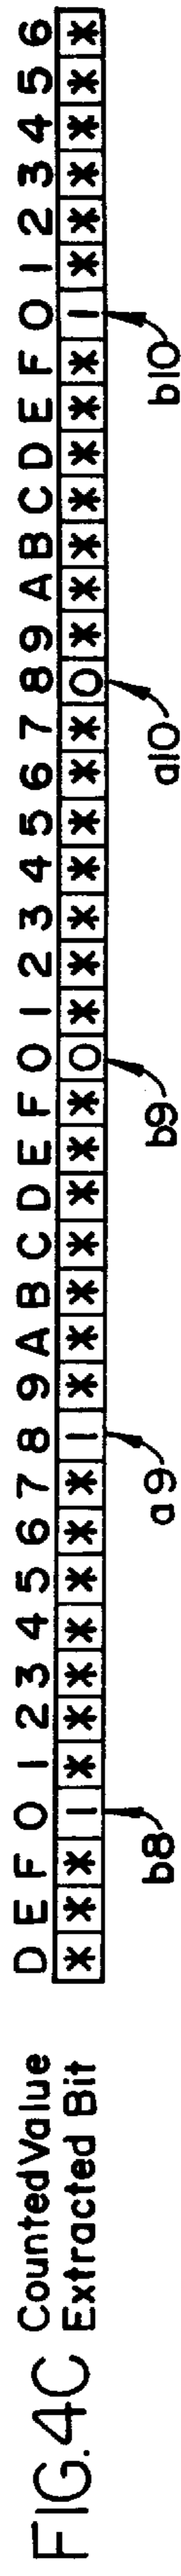 FIG. 4C
Counted Value D E F 0 1 2 3 4 5 6 7 8 9 A B C D E F 0 1 2 3 4 5 6 7 8 9 A B C D E F 0 1 2 3 4 5 6
Extracted Bit * * * 1 * * * * * * * 1 * * * * * * * 0 * * * * * * * 0 * * * * * * * 1 * * * * * *
b8 a9 b9 a10 b10